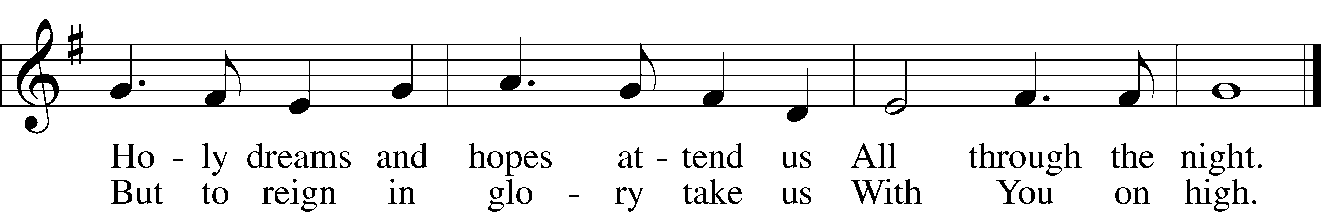 Ho - ly dreams and hopes at - tend us All through the night.
But to reign in glo - ry take us With You on high.